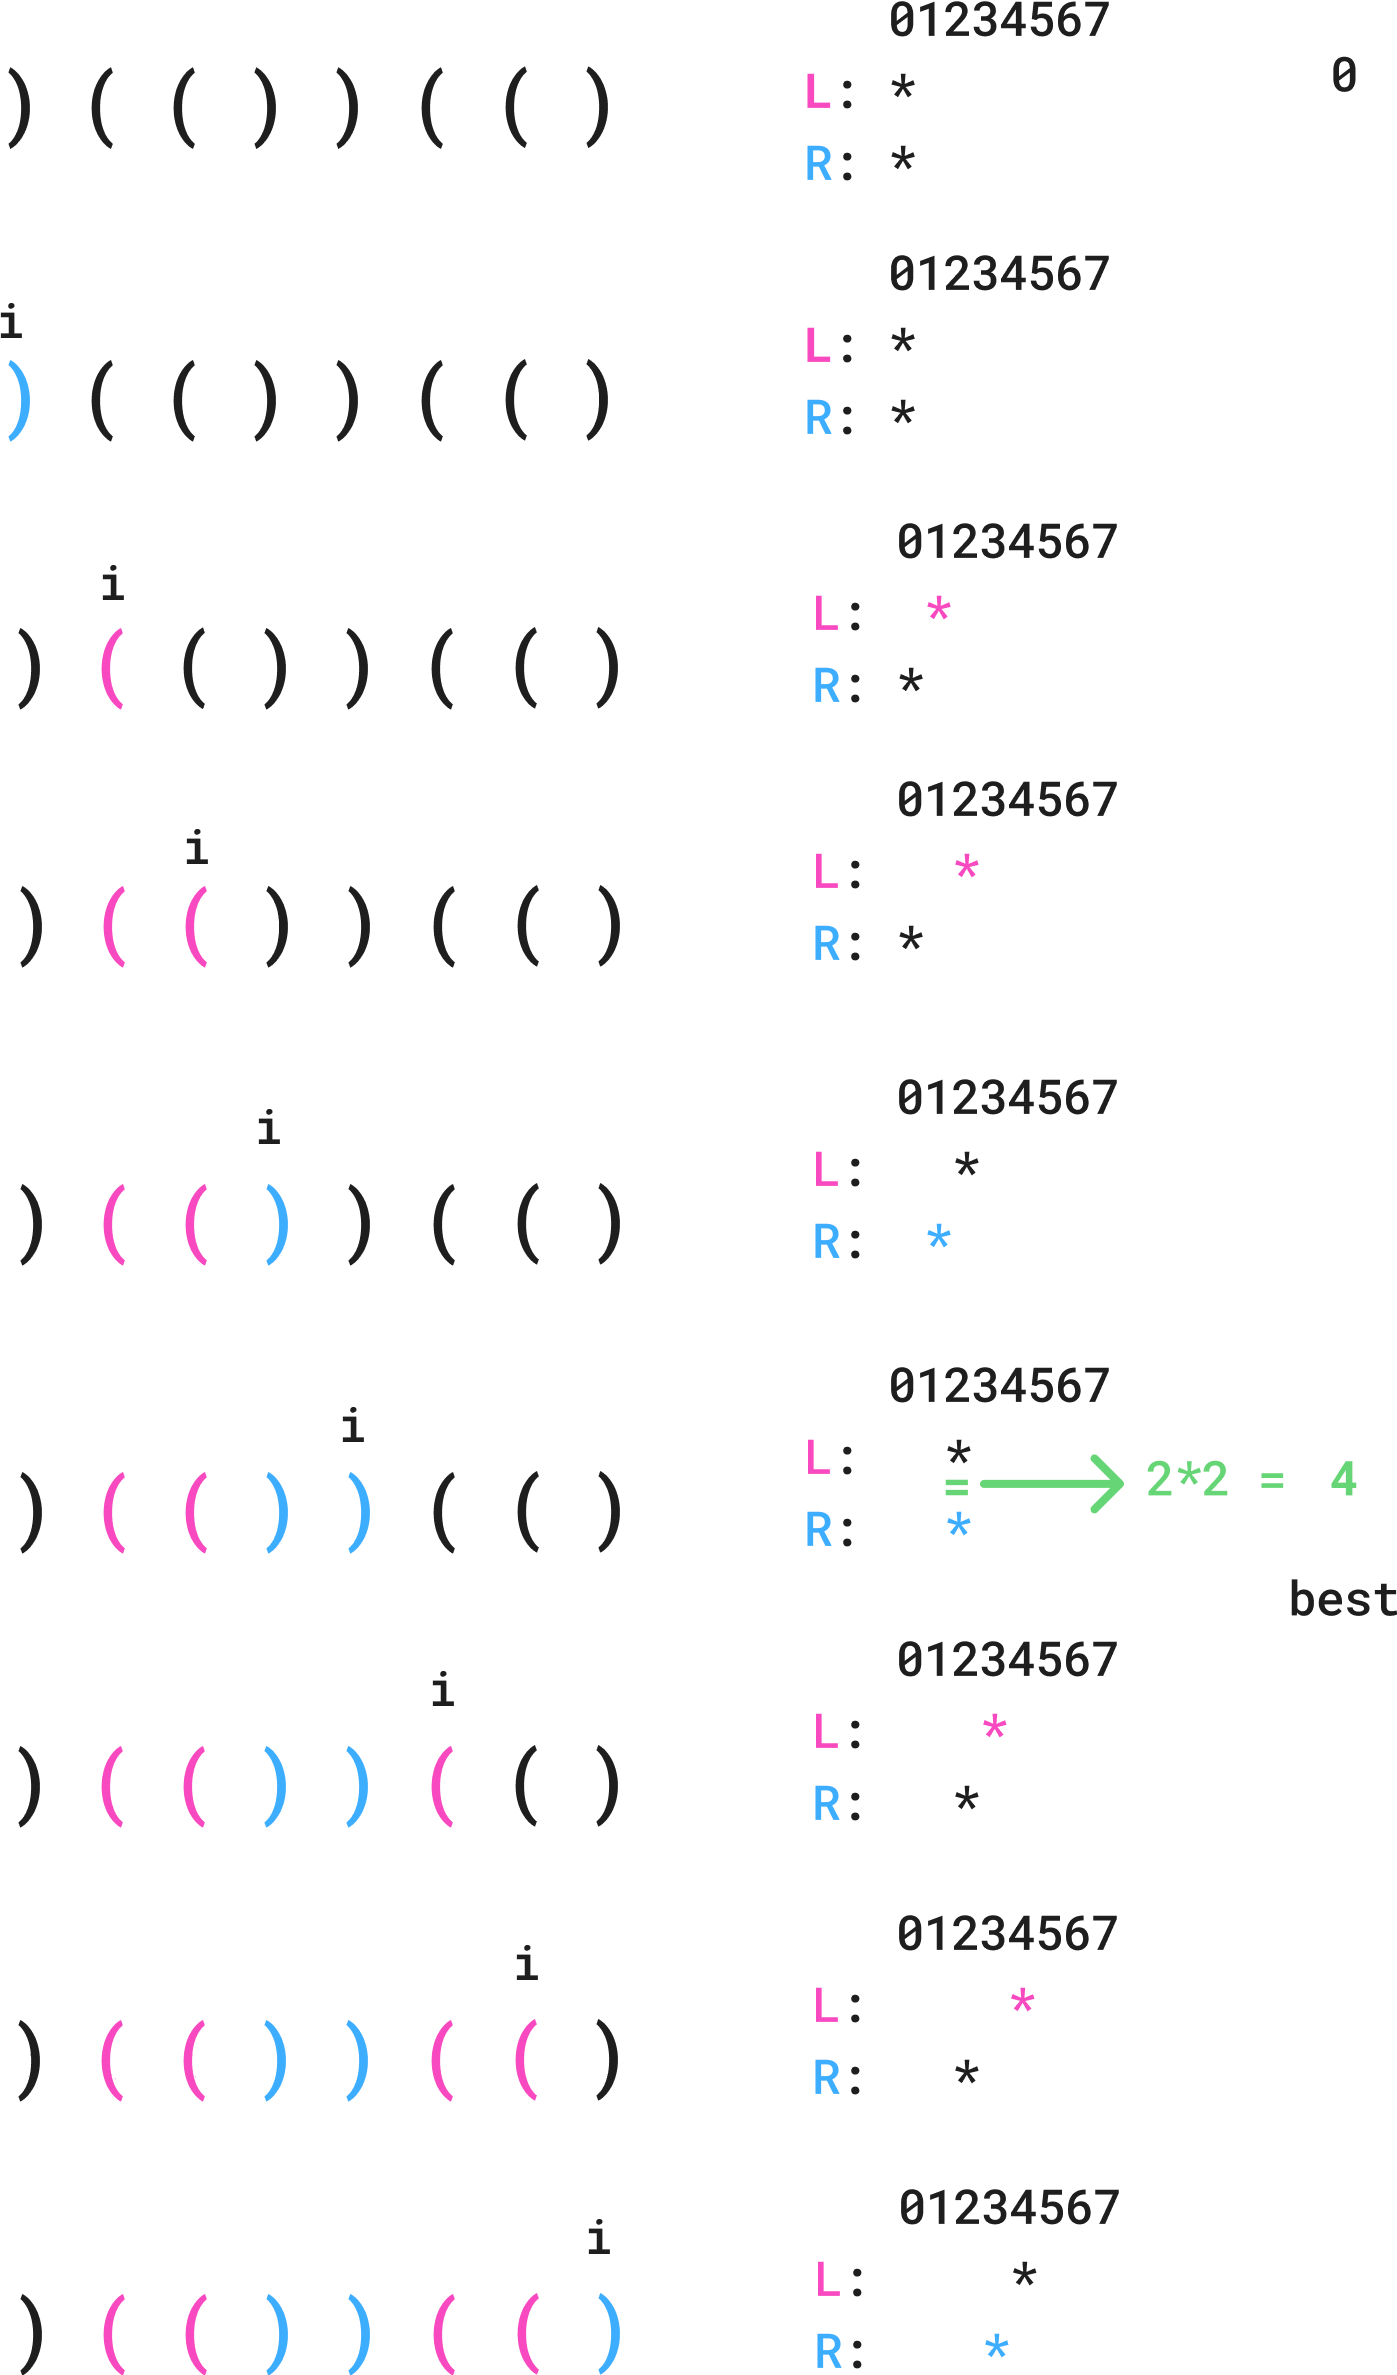 01234567
0
) ( ( ) ) ( ( )
L: *
R: *
01234567
i
) ( ( ) ) ( ( )
L: *
R: *
01234567
i
) ( ( ) ) ( ( )
L: *
R: *
01234567
i
) ( ( ) ) ( ( )
L: *
R: *
01234567
i
) ( ( ) ) ( ( )
L: *
R: *
01234567
i
) ( ( ) ) ( ( )
L: *
= → 2*2 = 4
R: *
best
01234567
i
) ( ( ) ) ( ( )
L: *
R: *
01234567
i
) ( ( ) ) ( ( )
L: *
R: *
01234567
i
) ( ( ) ) ( ( )
L: *
R: *